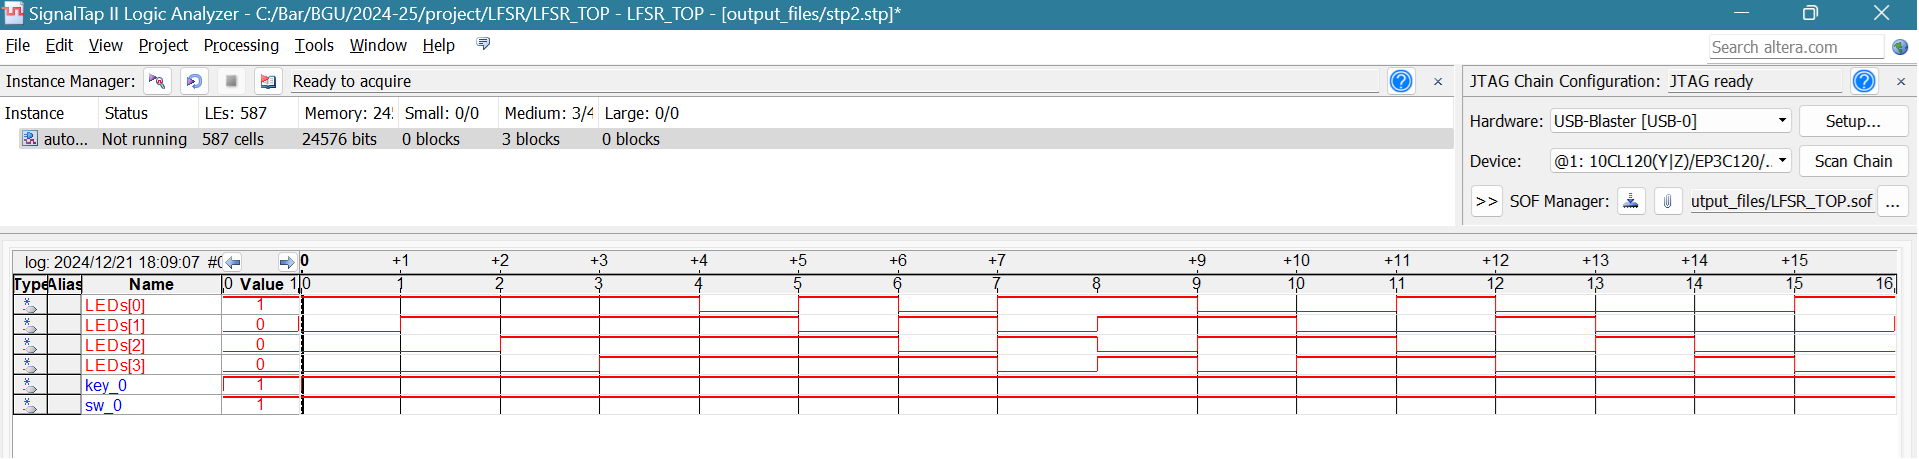 SignalTap II Logic Analyzer - C:/Bar/BGU/2024-25/project/LFSR/LFSR_TOP - LFSR_TOP - [output_files/stp2.stp]*
File Edit View Project Processing Tools Window Help
Search altera.com
Instance Manager: Ready to acquire
JTAG Chain Configuration: JTAG ready
Instance Status LEs: 587 Memory: 24 Small: 0/0 Medium: 3/4 Large: 0/0
auto... Not running 587 cells 24576 bits 0 blocks 3 blocks 0 blocks
Hardware: USB-Blaster [USB-0] Setup...
Device: @1: 10CL120(Y|Z)/EP3C120/.. Scan Chain
>> SOF Manager: utput_files/LFSR_TOP.sof ...
log: 2024/12/21 18:09:07 #0 0 +1 +2 +3 +4 +5 +6 +7 +8 +9 +10 +11 +12 +13 +14 +15
Type Alias Name 0 Value 1 0 1 2 3 4 5 6 7 8 9 10 11 12 13 14 15 16
LEDs[0] 1
LEDs[1] 0
LEDs[2] 0
LEDs[3] 0
key_0 1
sw_0 1